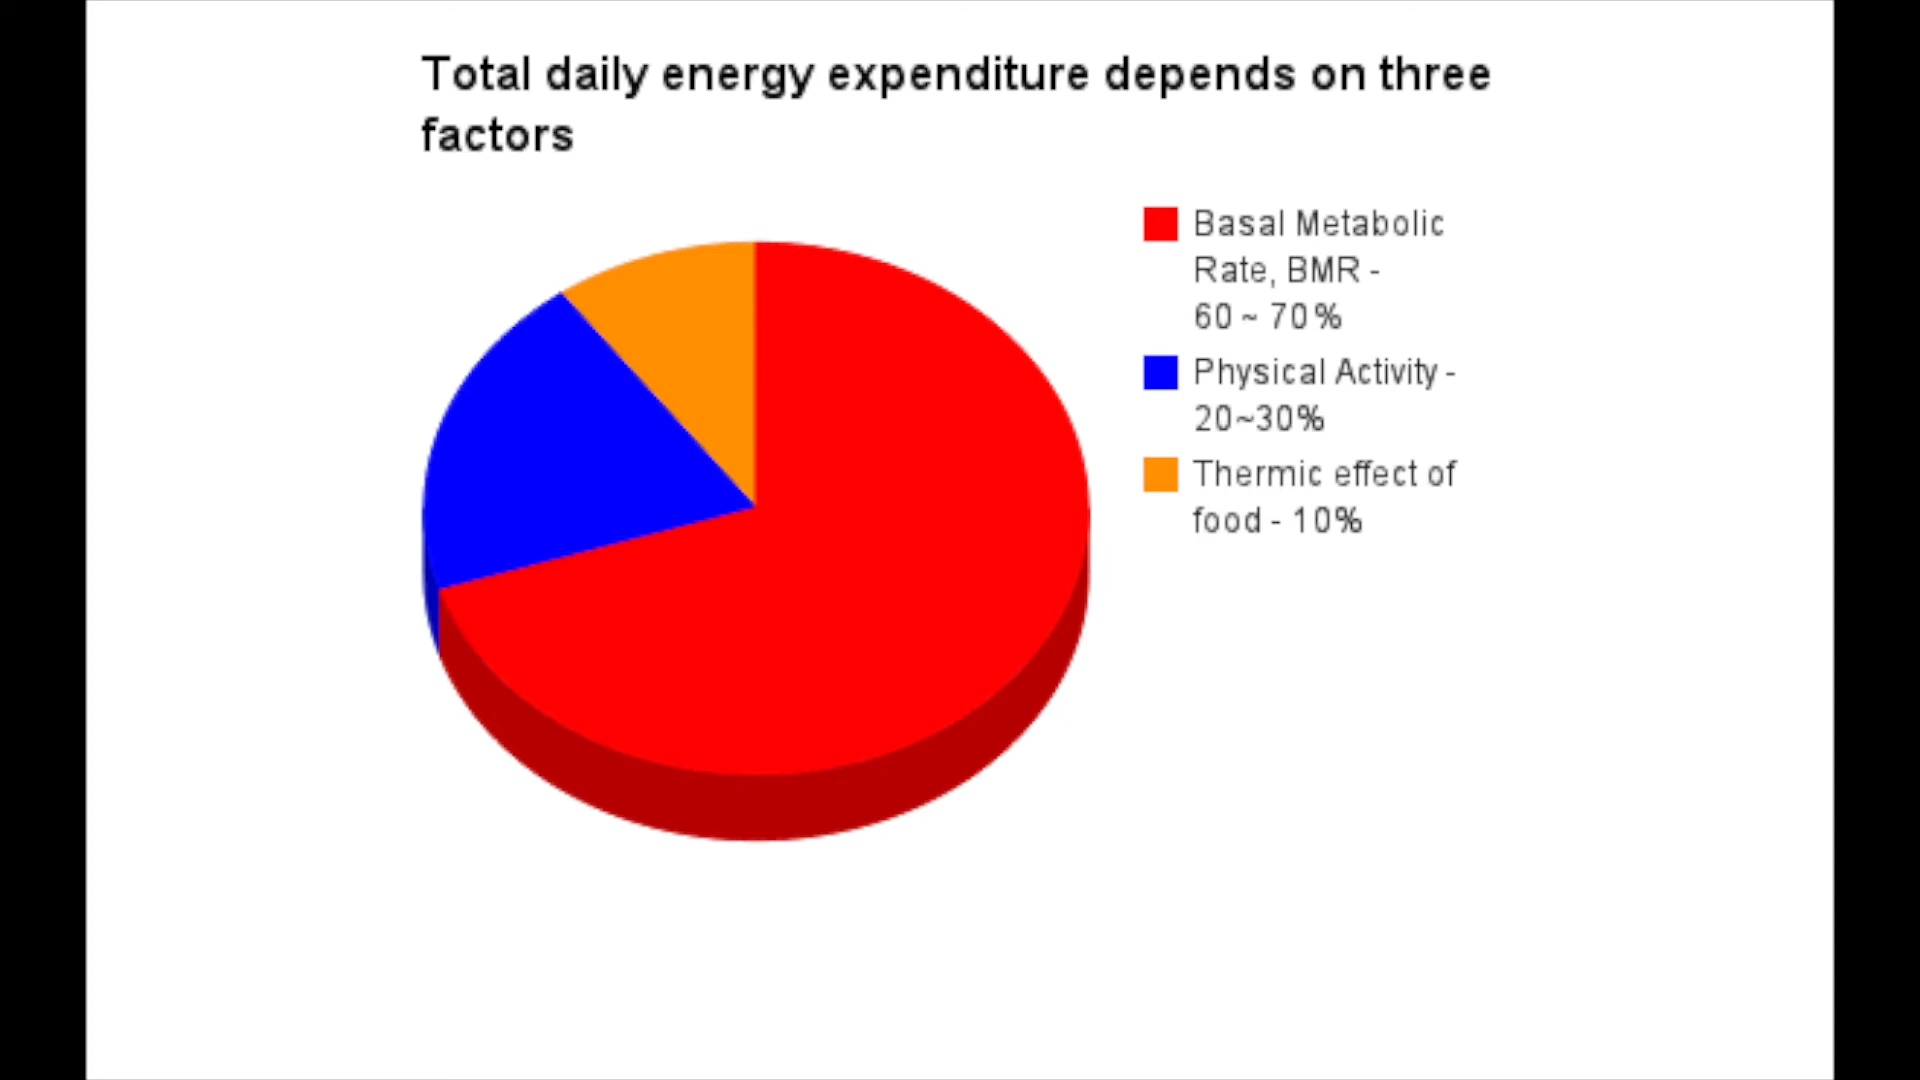 Total daily energy expenditure depends on three
factors
Basal Metabolic
Rate, BMR -
60 ~ 70%
Physical Activity -
20~30%
Thermic effect of
food - 10%